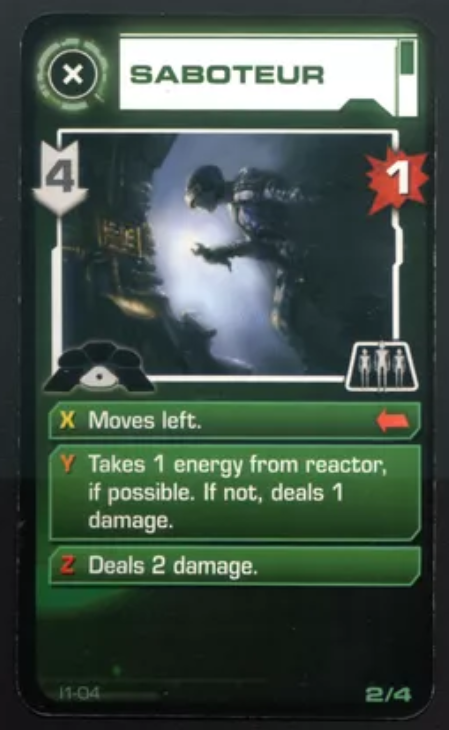 SABOTEUR
4
1
X Moves left.
Y Takes 1 energy from reactor,
if possible. If not, deals 1
damage.
Z Deals 2 damage.
I1-04
2/4